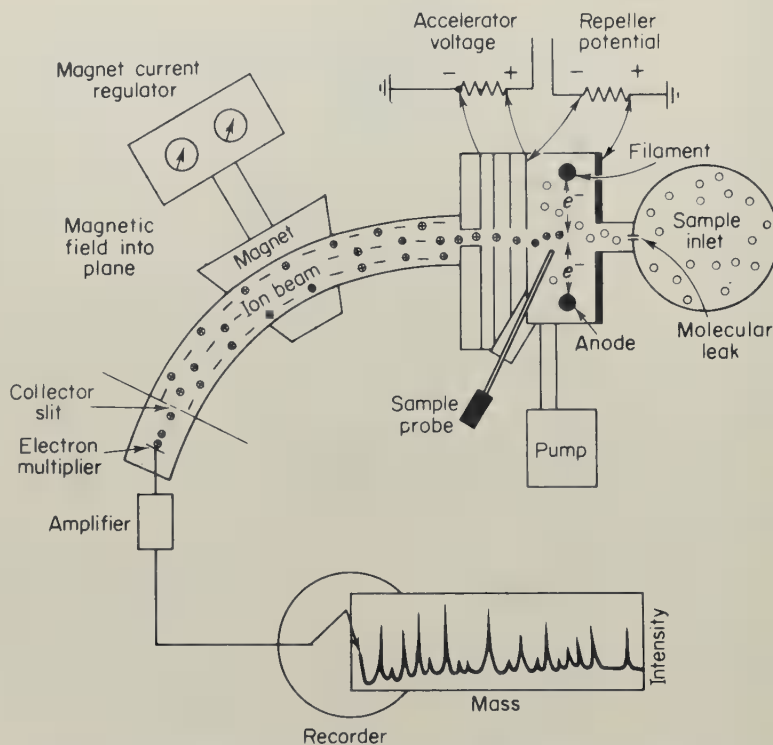 Accelerator
voltage
Repeller
potential
− +
− +
Magnet current
regulator
Filament
e−
Sample
inlet
Magnetic
field into
plane
Magnet
Ion beam
e−
Molecular
leak
Anode
Collector
slit
Sample
probe
Electron
multiplier
Pump
Amplifier
Intensity
Mass
Recorder